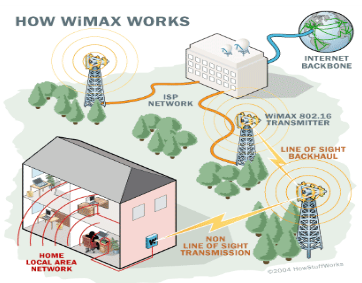 HOW WiMAX WORKS
INTERNET
BACKBONE
ISP
NETWORK
WiMAX 802.16
TRANSMITTER
LINE OF SIGHT
BACKHAUL
NON
LINE OF SIGHT
TRANSMISSION
HOME
LOCAL AREA
NETWORK
©2004 HowStuffWorks